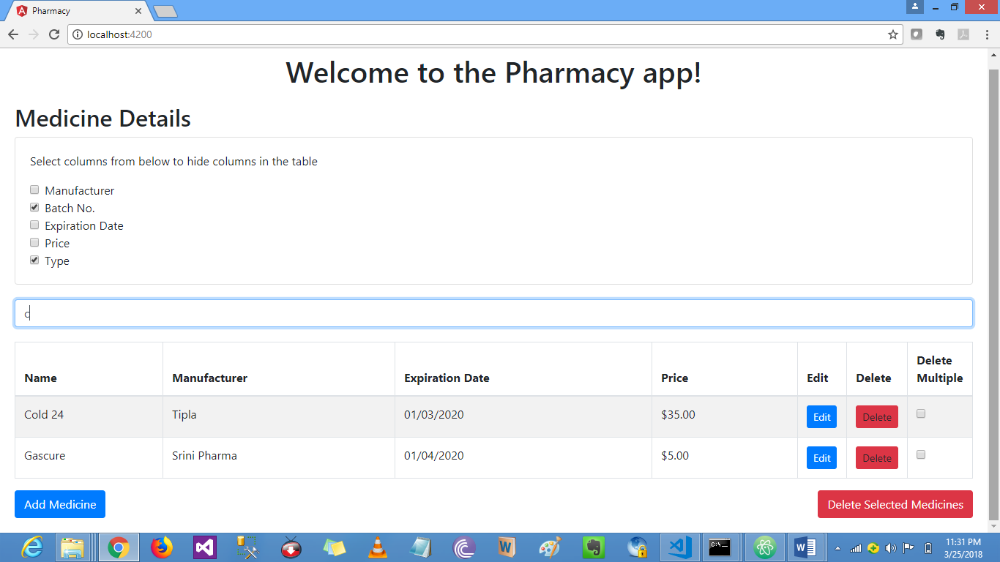 Pharmacy
localhost:4200
Welcome to the Pharmacy app!
Medicine Details
Select columns from below to hide columns in the table
Manufacturer
Batch No.
Expiration Date
Price
Type
c
Name Manufacturer Expiration Date Price Edit Delete Delete Multiple
Cold 24 Tipla 01/03/2020 $35.00 Edit Delete
Gascure Srini Pharma 01/04/2020 $5.00 Edit Delete
Add Medicine Delete Selected Medicines
11:31 PM
3/25/2018